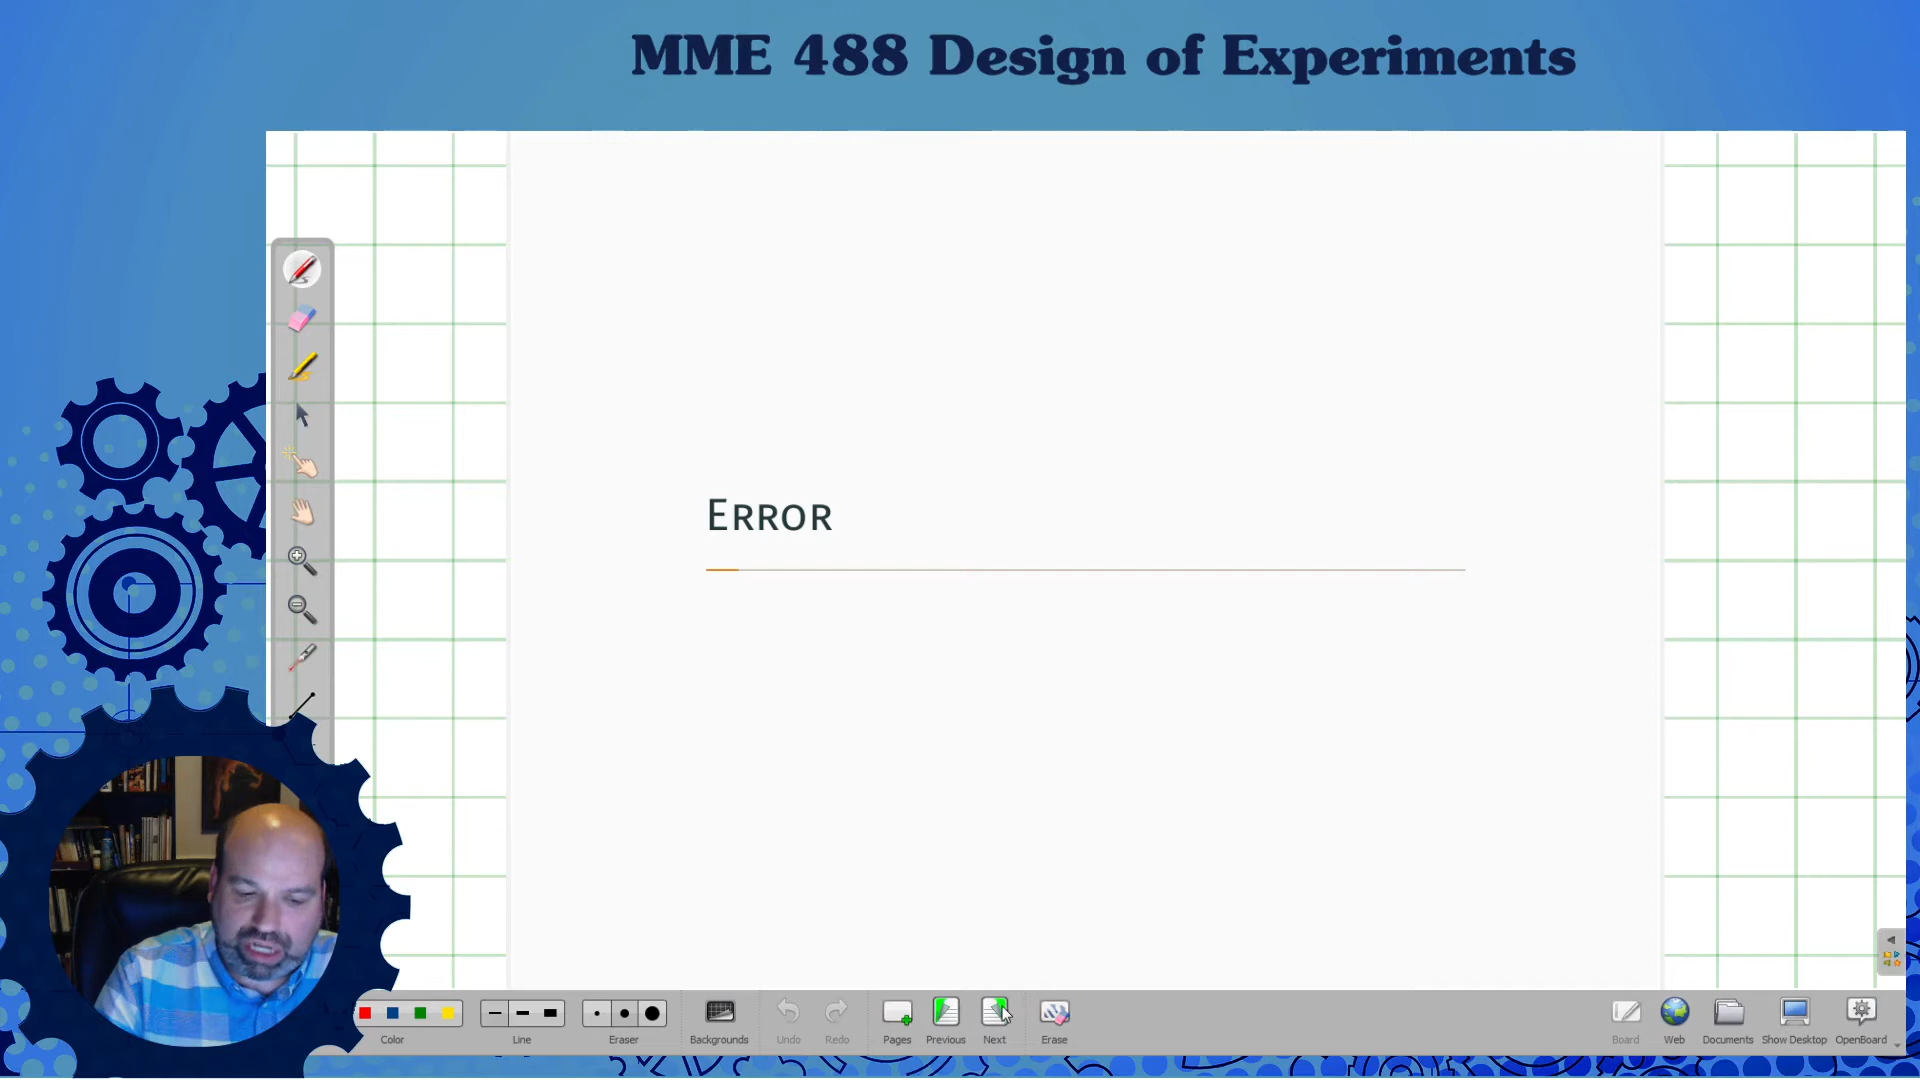 MME 488 Design of Experiments
Error
Color
Line
Eraser
Backgrounds
Undo
Redo
Pages
Previous
Next
Erase
Board
Web
Documents
Show Desktop
OpenBoard